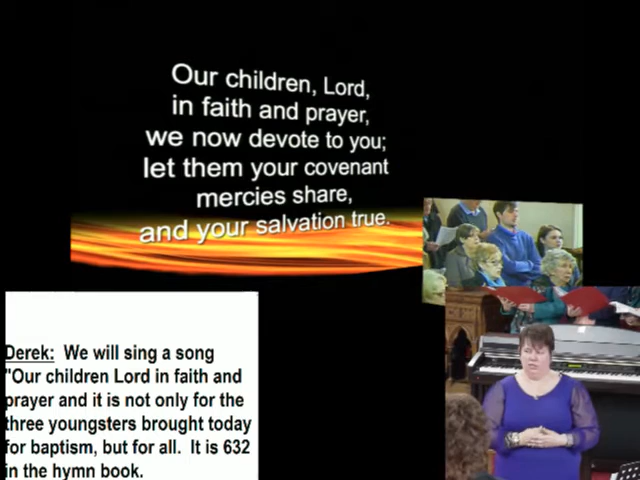 Our children, Lord,
in faith and prayer,
we now devote to you;
let them your covenant
mercies share,
and your salvation true.
Derek: We will sing a song
"Our children Lord in faith and
prayer and it is not only for the
three youngsters brought today
for baptism, but for all. It is 632
in the hymn book.